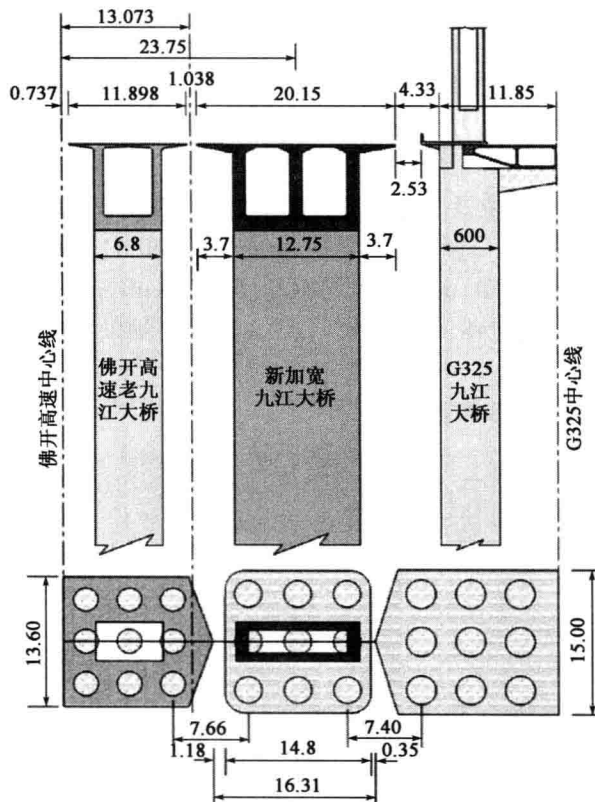 13.073
23.75
1.038
0.737
11.898
20.15
4.33
11.85
2.53
6.8
3.7
12.75
3.7
600
佛开高速中心线
佛开高
速老九
江大桥
新加宽
九江大桥
G325
九江
大桥
G325中心线
13.60
15.00
7.66
7.40
1.18
14.8
0.35
16.31